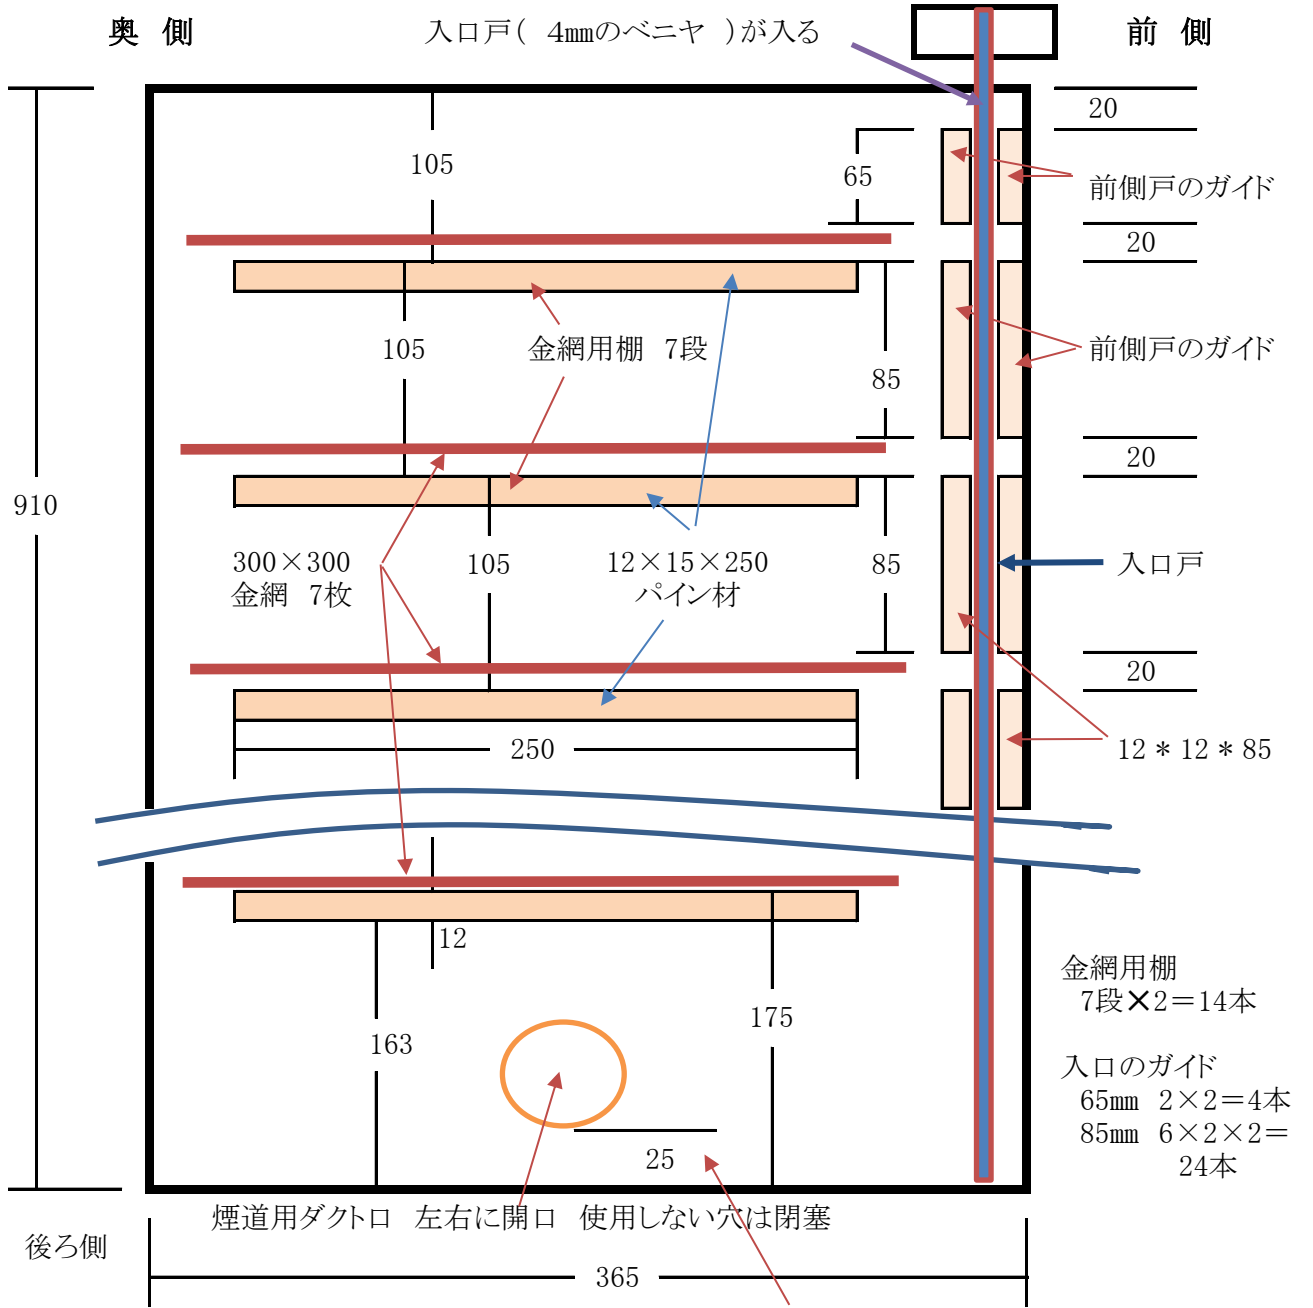 奥 側
入口戸( 4mmのベニヤ )が入る
前 側
20
105
65
前側戸のガイド
20
105
金網用棚 7段
前側戸のガイド
85
20
910
300×300
金網 7枚
105
12×15×250
パイン材
85
入口戸
20
250
12*12*85
12
金網用棚
7段×2=14本
175
163
入口のガイド
65mm 2×2=4本
85mm 6×2×2=
24本
25
煙道用ダクト口 左右に開口 使用しない穴は閉塞
後ろ側
365